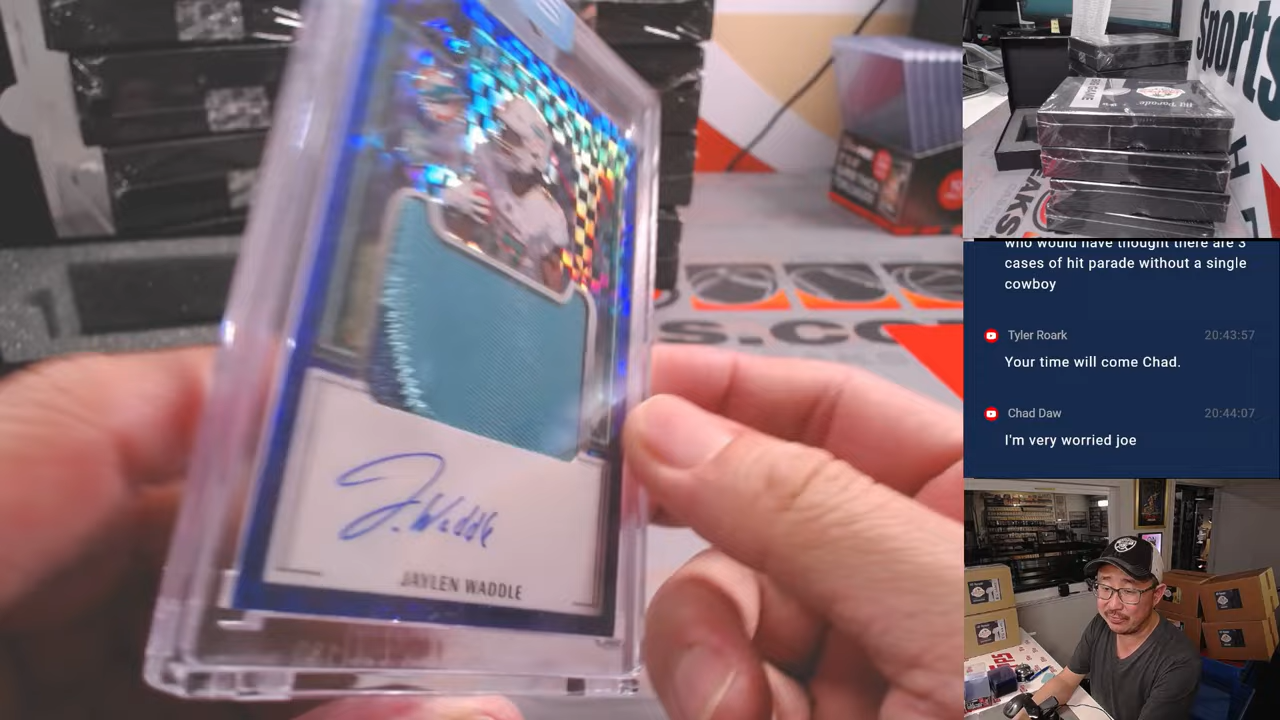 J. Waddle
JAYLEN WADDLE
S.CO
sports
Hit Parade
who would have thought there are 3
cases of hit parade without a single
cowboy
Tyler Roark 20:43:57
Your time will come Chad.
Chad Daw 20:44:07
I'm very worried joe